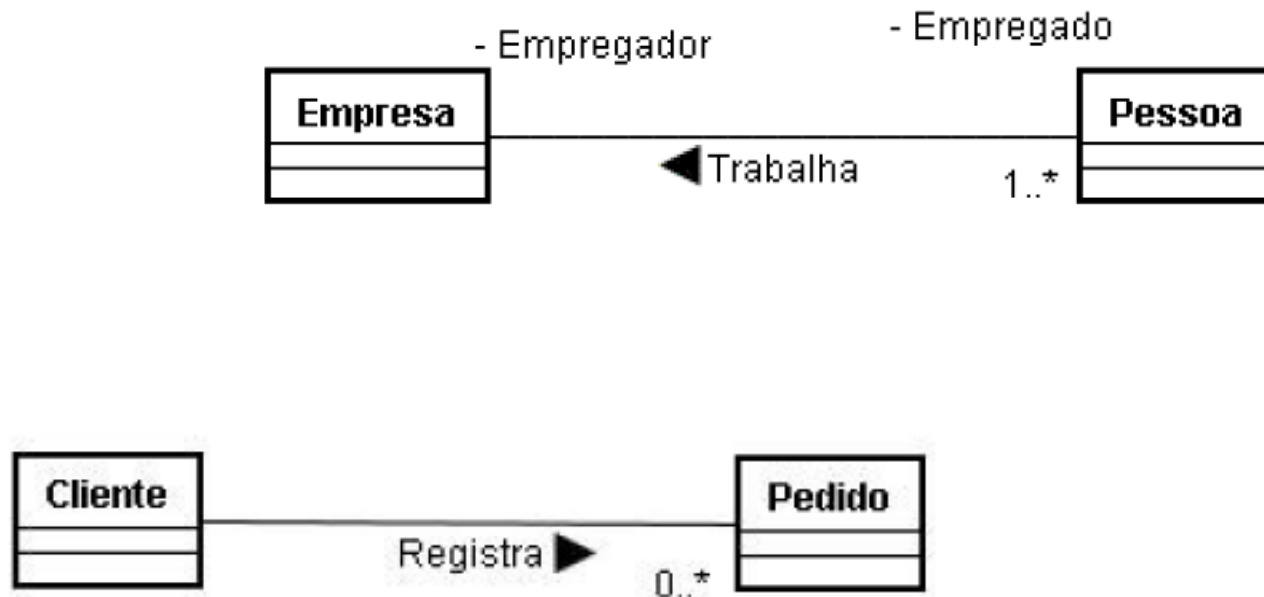 - Empregador
- Empregado
Empresa
Pessoa
Trabalha
1..*
Cliente
Pedido
Registra
0..*